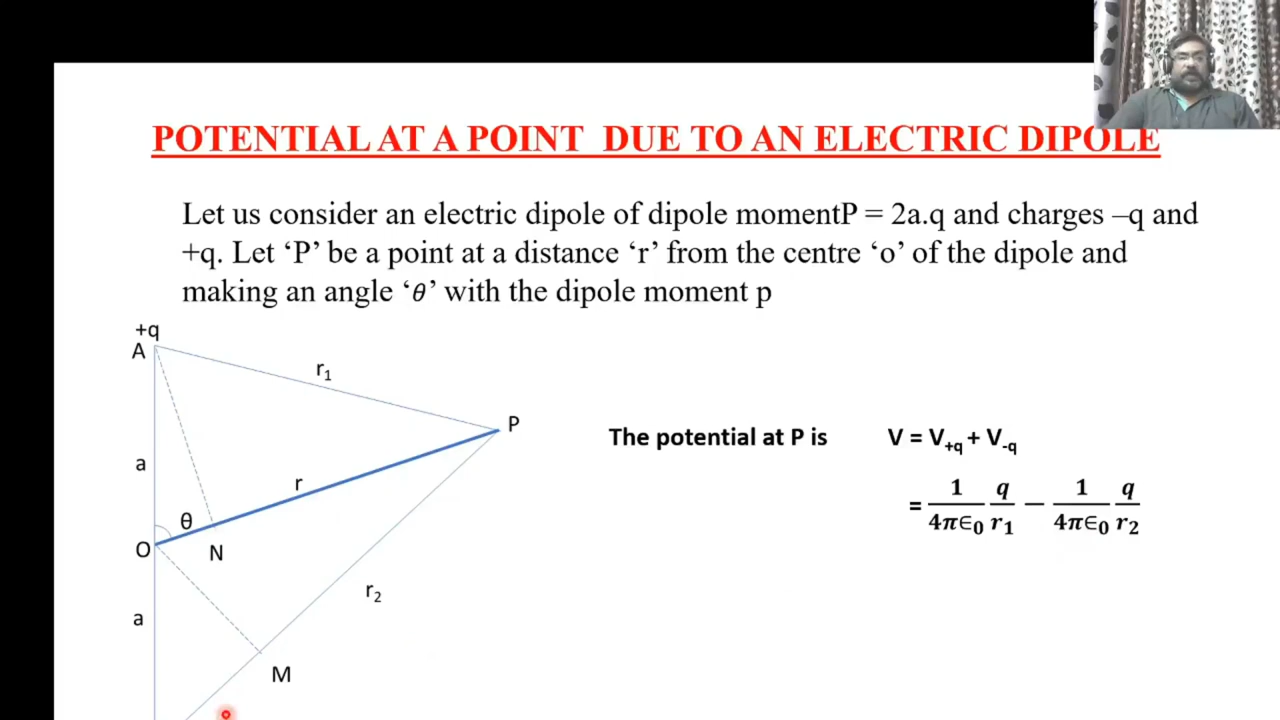 POTENTIAL AT A POINT DUE TO AN ELECTRIC DIPOLE
Let us consider an electric dipole of dipole momentP = 2a.q and charges –q and
+q. Let ‘P’ be a point at a distance ‘r’ from the centre ‘o’ of the dipole and
making an angle ‘θ’ with the dipole moment p
+q
A
r₁
P
The potential at P is V = V₊q + V₋q
= 1/4π∈₀ q/r₁ − 1/4π∈₀ q/r₂
a
r
θ
O
N
r₂
a
M